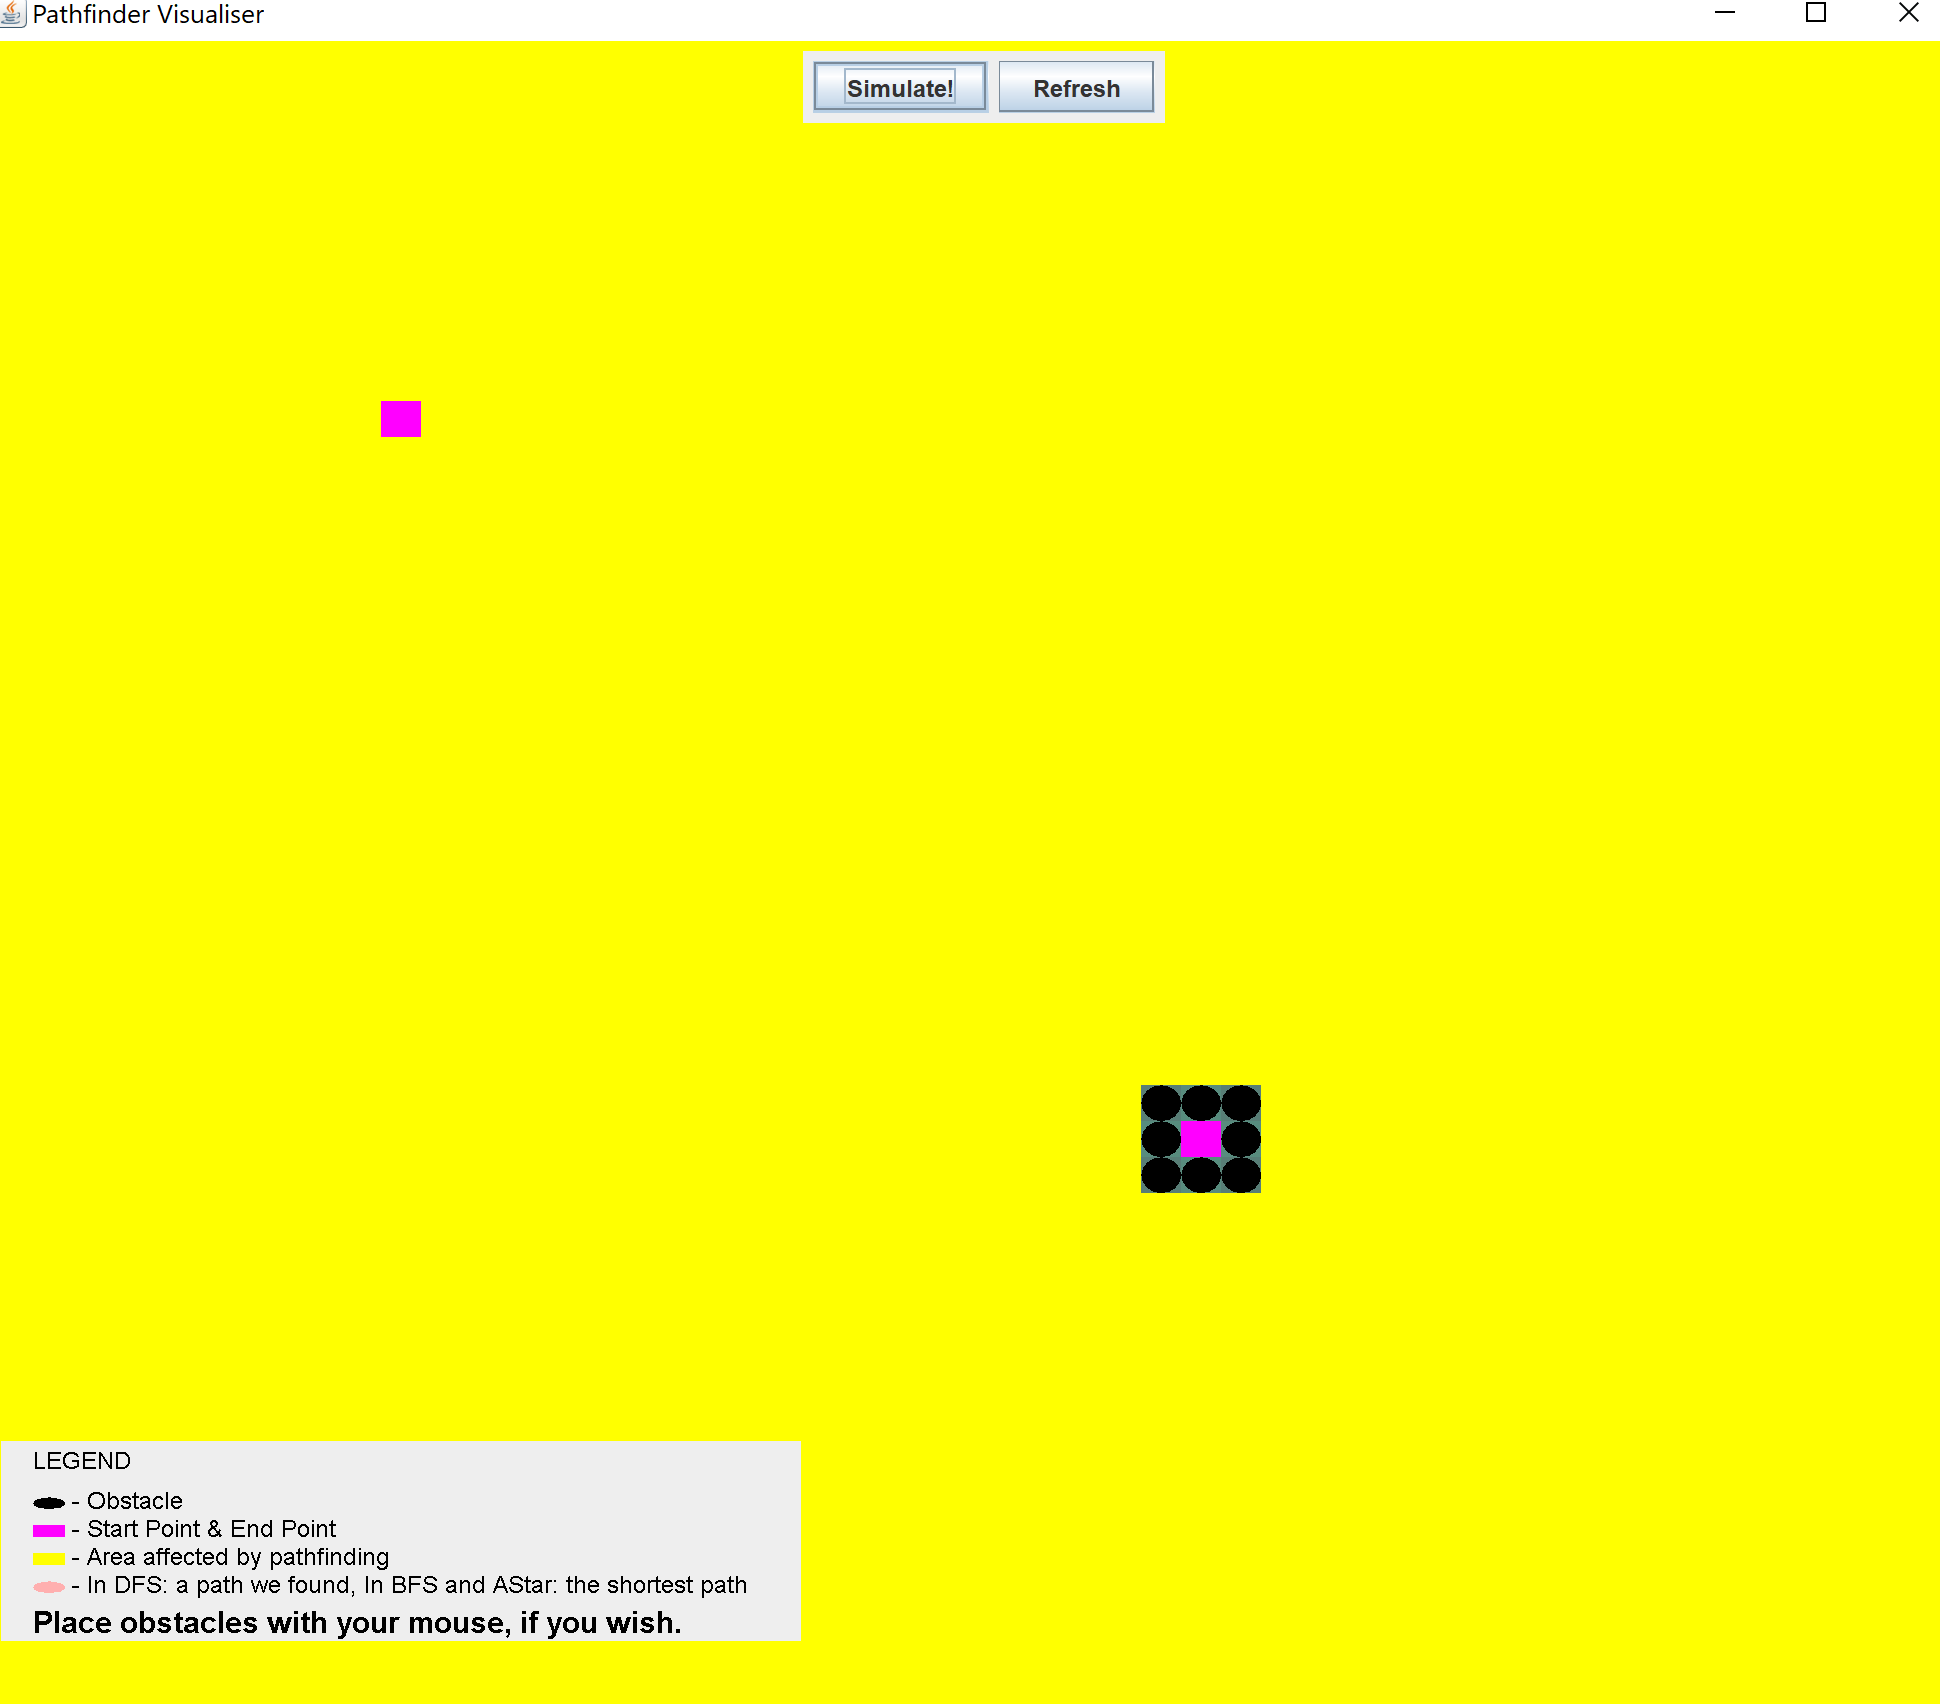 Pathfinder Visualiser
Simulate! Refresh
LEGEND
- Obstacle
- Start Point & End Point
- Area affected by pathfinding
- In DFS: a path we found, In BFS and AStar: the shortest path
Place obstacles with your mouse, if you wish.